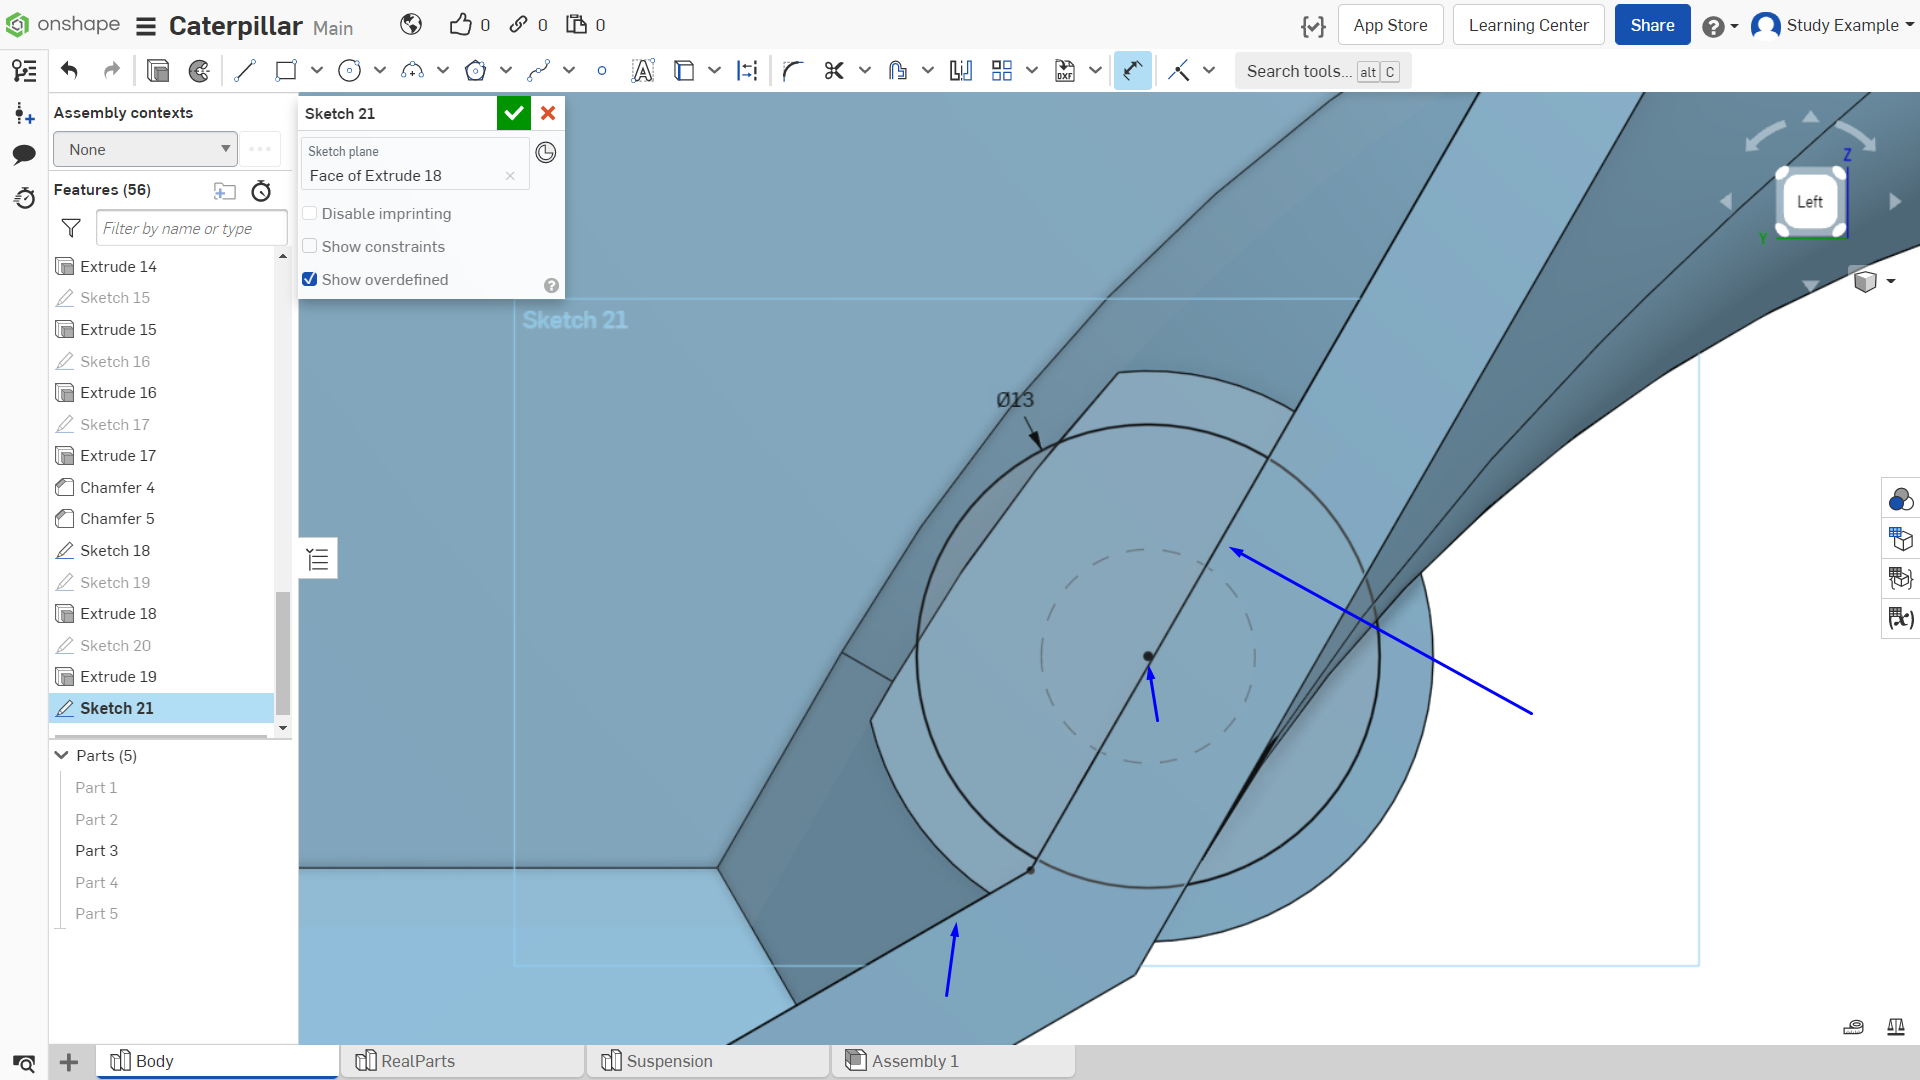 onshape
Caterpillar Main
0
0
0
App Store
Learning Center
Share
Study Example
DXF
Search tools... alt C
Assembly contexts
None
Features (56)
Filter by name or type
Extrude 14
Sketch 15
Extrude 15
Sketch 16
Extrude 16
Sketch 17
Extrude 17
Chamfer 4
Chamfer 5
Sketch 18
Sketch 19
Extrude 18
Sketch 20
Extrude 19
Sketch 21
Parts (5)
Part 1
Part 2
Part 3
Part 4
Part 5
Sketch 21
Sketch plane
Face of Extrude 18
Disable imprinting
Show constraints
Show overdefined
Sketch 21
Ø13
Z
Left
Y
Body
RealParts
Suspension
Assembly 1